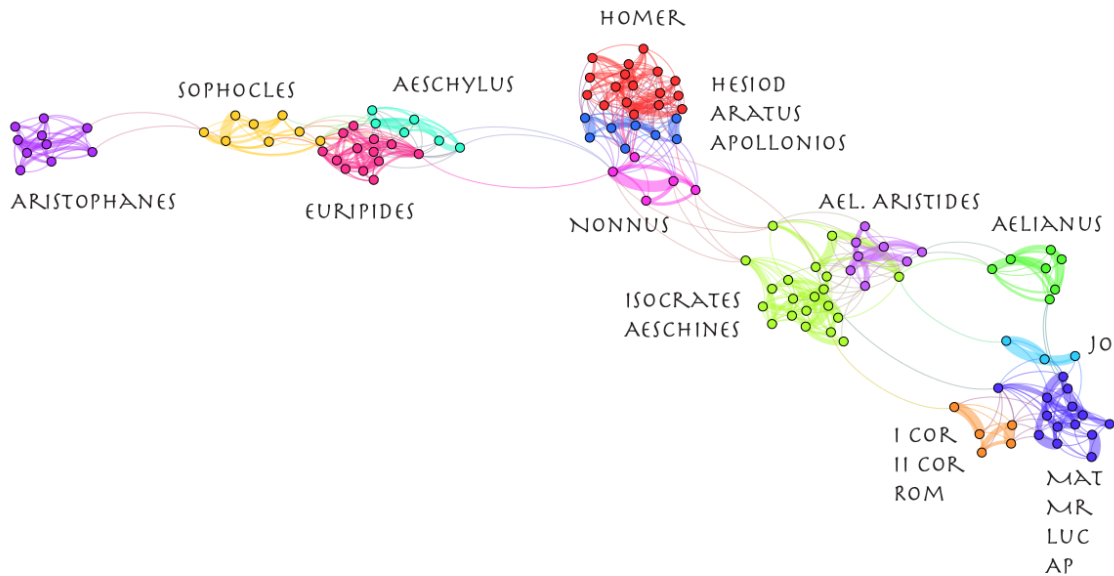 HOMER
SOPHOCLES
AESCHYLUS
HESIOD
ARATUS
APOLLONIOS
ARISTOPHANES
EURIPIDES
NONNUS
AEL. ARISTIDES
AELIANUS
ISOCRATES
AESCHINES
JO
I COR
II COR
ROM
MAT
MR
LUC
AP